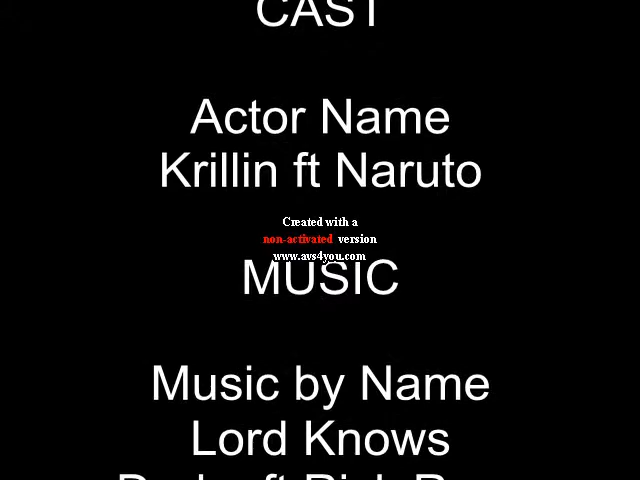 CAST
Actor Name
Krillin ft Naruto
Created with a
non-activated version
www.avs4you.com
MUSIC
Music by Name
Lord Knows
ft